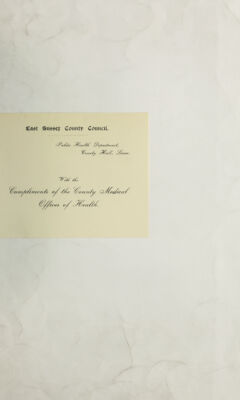 East Sussex County Council.
Public Health Department,
County Hall, Lewes.
With the
Compliments of the County Medical
Officer of Health.